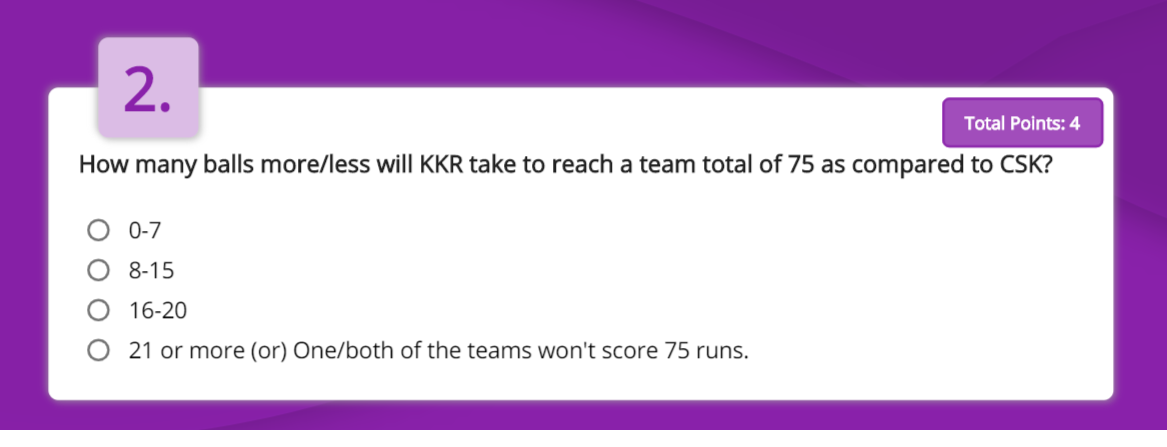 2.
Total Points: 4
How many balls more/less will KKR take to reach a team total of 75 as compared to CSK?
0-7
8-15
16-20
21 or more (or) One/both of the teams won't score 75 runs.